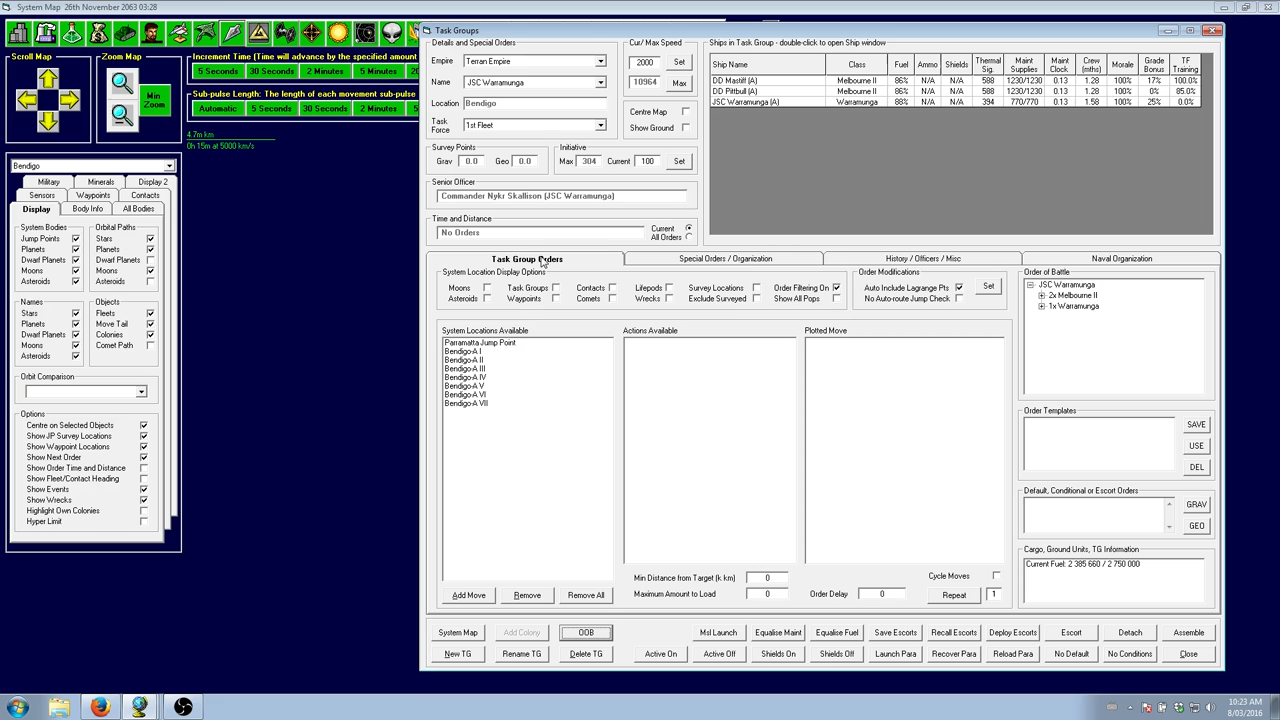 System Map 26th November 2063 03:28
Scroll Map
Zoom Map
Min Zoom
Increment Time (Time will advance by the specified amount
5 Seconds 30 Seconds 2 Minutes 5 Minutes 20
Sub-pulse Length: The length of each movement sub-pulse
Automatic 5 Seconds 30 Seconds 2 Minutes 5
4.7m km
0h 15m at 5000 km/s
Bendigo
Military Minerals Display 2
Sensors Waypoints Contacts
Display Body Info All Bodies
System Bodies
Jump Points
Planets
Dwarf Planets
Moons
Asteroids
Orbital Paths
Stars
Planets
Dwarf Planets
Moons
Asteroids
Names
Stars
Planets
Dwarf Planets
Moons
Asteroids
Objects
Fleets
Move Tail
Colonies
Comet Path
Orbit Comparison
Options
Centre on Selected Objects
Show JP Survey Locations
Show Waypoint Locations
Show Next Order
Show Order Time and Distance
Show Fleet/Contact Heading
Show Events
Show Wrecks
Highlight Own Colonies
Hyper Limit
Task Groups
Details and Special Orders
Empire Terran Empire
Name JSC Warramunga
Location Bendigo
Task Force 1st Fleet
Cur/ Max Speed
2000 Set
10964 Max
Centre Map
Show Ground
Survey Points
Grav 0.0 Geo 0.0
Initiative
Max 304 Current 100 Set
Senior Officer
Commander Nykr Skallison (JSC Warramunga)
Time and Distance
No Orders
Current
All Orders
Ships in Task Group - double-click to open Ship window
Ship Name Class Fuel Ammo Shields Thermal Sig. Maint Supplies Maint Clock Morale Crew (mths) Grade Bonus TF Training
DD Mastiff (A) Melbourne II 86% N/A N/A 588 1230/1230 0.13 1.28 100% 17% 100.0%
DD Pittbull (A) Melbourne II 86% N/A N/A 588 1230/1230 0.13 1.28 100% 0% 85.0%
JSC Warramunga (A) Warramunga 88% N/A N/A 394 770/770 0.13 1.58 100% 25% 0.0%
Task Group Orders Special Orders / Organization History / Officers / Misc Naval Organization
System Location Display Options
Moons Task Groups Contacts Lifepods Survey Locations Order Filtering On
Asteroids Waypoints Comets Wrecks Exclude Surveyed Show All Pops
Order Modifications
Auto Include Lagrange Pts
No Auto-route Jump Check
Set
System Locations Available
Parramatta Jump Point
Bendigo-A I
Bendigo-A II
Bendigo-A III
Bendigo-A IV
Bendigo-A V
Bendigo-A VI
Bendigo-A VII
Actions Available
Plotted Move
Add Move Remove Remove All
Min Distance from Target (k km) 0
Maximum Amount to Load 0
Order Delay 0
Cycle Moves
Repeat 1
Order of Battle
JSC Warramunga
2x Melbourne II
1x Warramunga
Order Templates
SAVE
USE
DEL
Default, Conditional or Escort Orders
GRAV
GEO
Cargo, Ground Units, TG Information
Current Fuel: 2 385 660 / 2 750 000
System Map Add Colony OOB Msl Launch Equalise Maint Equalise Fuel Save Escorts Recall Escorts Deploy Escorts Escort Detach Assemble
New TG Rename TG Delete TG Active On Active Off Shields On Shields Off Launch Para Recover Para Reload Para No Default No Conditions Close
10:23 AM
8/03/2016